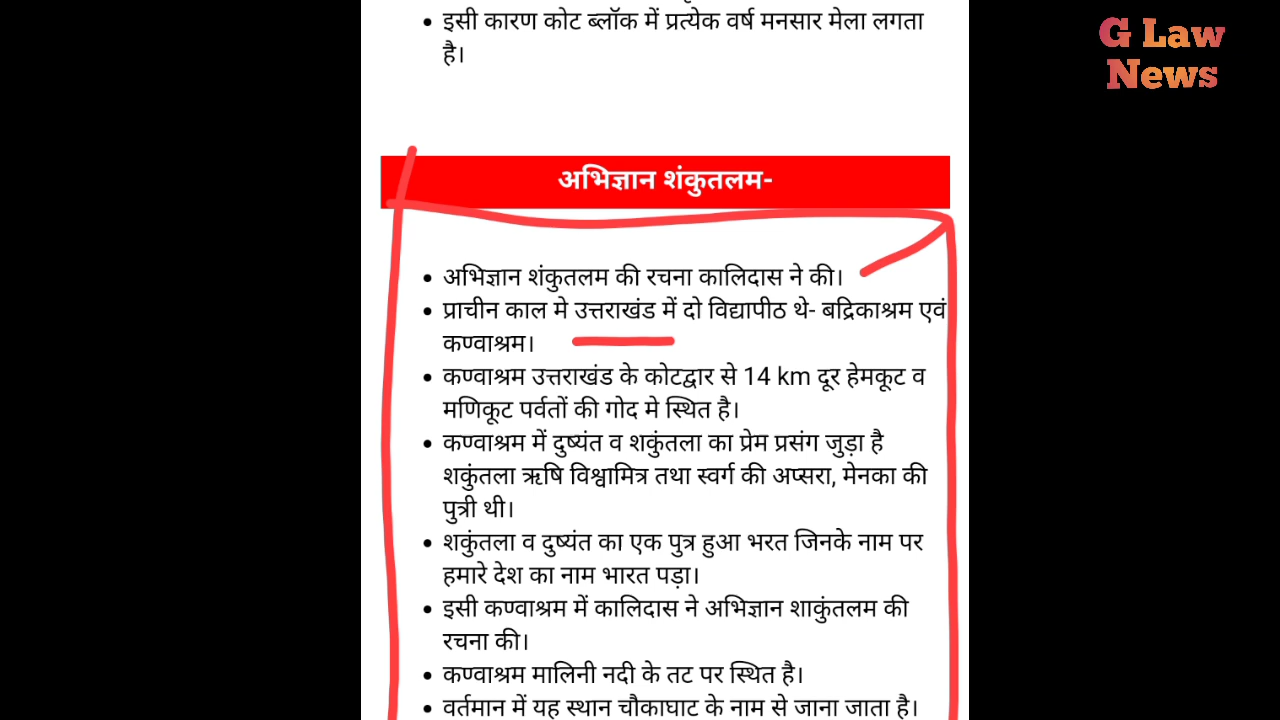 इसी कारण कोट ब्लॉक में प्रत्येक वर्ष मनसार मेला लगता
है।
G Law
News
अभिज्ञान शंकुतलम-
अभिज्ञान शंकुतलम की रचना कालिदास ने की।
प्राचीन काल मे उत्तराखंड में दो विद्यापीठ थे- बद्रिकाश्रम एवं
कण्वाश्रम।
कण्वाश्रम उत्तराखंड के कोटद्वार से 14 km दूर हेमकूट व
मणिकूट पर्वतों की गोद मे स्थित है।
कण्वाश्रम में दुष्यंत व शकुंतला का प्रेम प्रसंग जुड़ा है
शकुंतला ऋषि विश्वामित्र तथा स्वर्ग की अप्सरा, मेनका की
पुत्री थी।
शकुंतला व दुष्यंत का एक पुत्र हुआ भरत जिनके नाम पर
हमारे देश का नाम भारत पड़ा।
इसी कण्वाश्रम में कालिदास ने अभिज्ञान शाकुंतलम की
रचना की।
कण्वाश्रम मालिनी नदी के तट पर स्थित है।
वर्तमान में यह स्थान चौकाघाट के नाम से जाना जाता है।